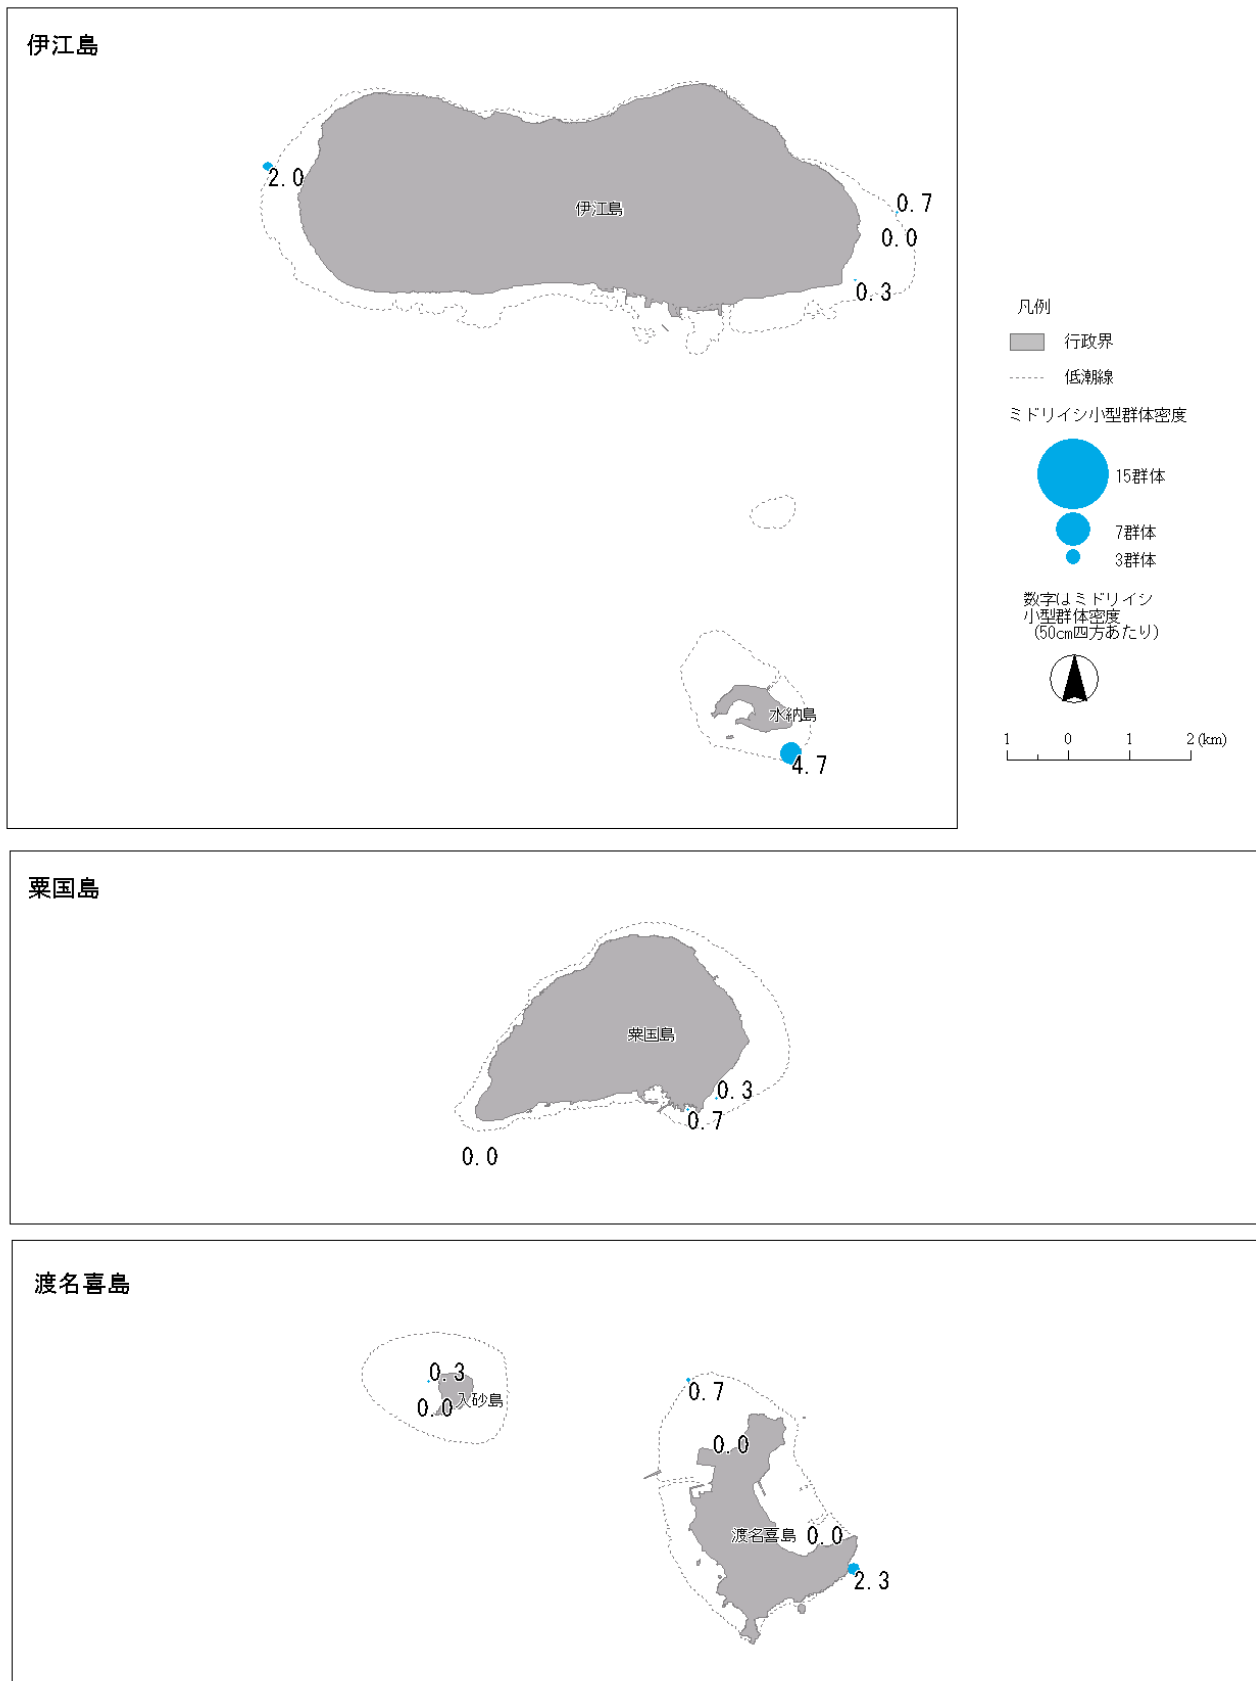 伊江島
2.0
伊江島
0.7
0.0
0.3
水納島
4.7
凡例
行政界
低潮線
ミドリイシ小型群体密度
15群体
7群体
3群体
数字はミドリイシ
小型群体密度
(50cm四方あたり)
1 0 1 2(km)
粟国島
粟国島
0.3
0.7
0.0
渡名喜島
0.3
入砂島
0.0
0.7
0.0
渡名喜島
0.0
2.3